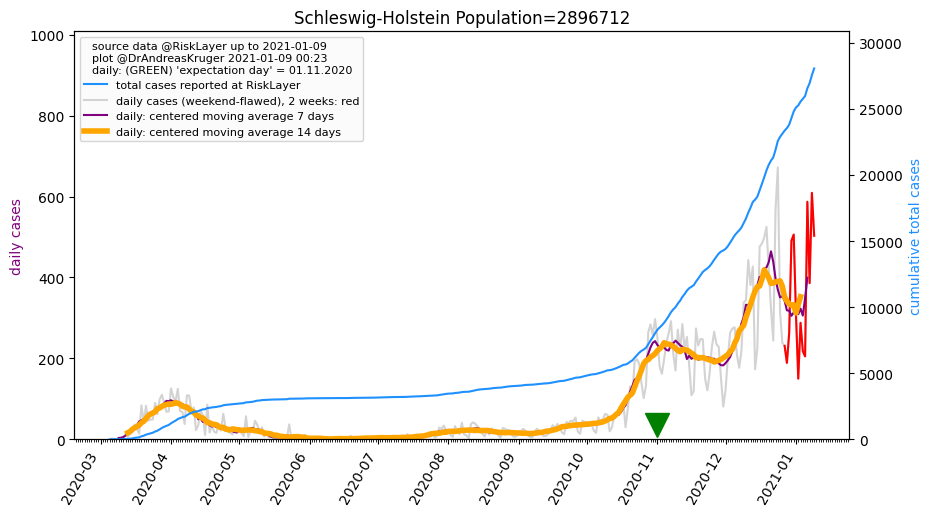 Schleswig-Holstein Population=2896712
source data @RiskLayer up to 2021-01-09
plot @DrAndreasKruger 2021-01-09 00:23
daily: (GREEN) 'expectation day' = 01.11.2020
total cases reported at RiskLayer
daily cases (weekend-flawed), 2 weeks: red
daily: centered moving average 7 days
daily: centered moving average 14 days
daily cases
1000
800
600
400
200
0
cumulative total cases
30000
25000
20000
15000
10000
5000
0
2020-03
2020-04
2020-05
2020-06
2020-07
2020-08
2020-09
2020-10
2020-11
2020-12
2021-01